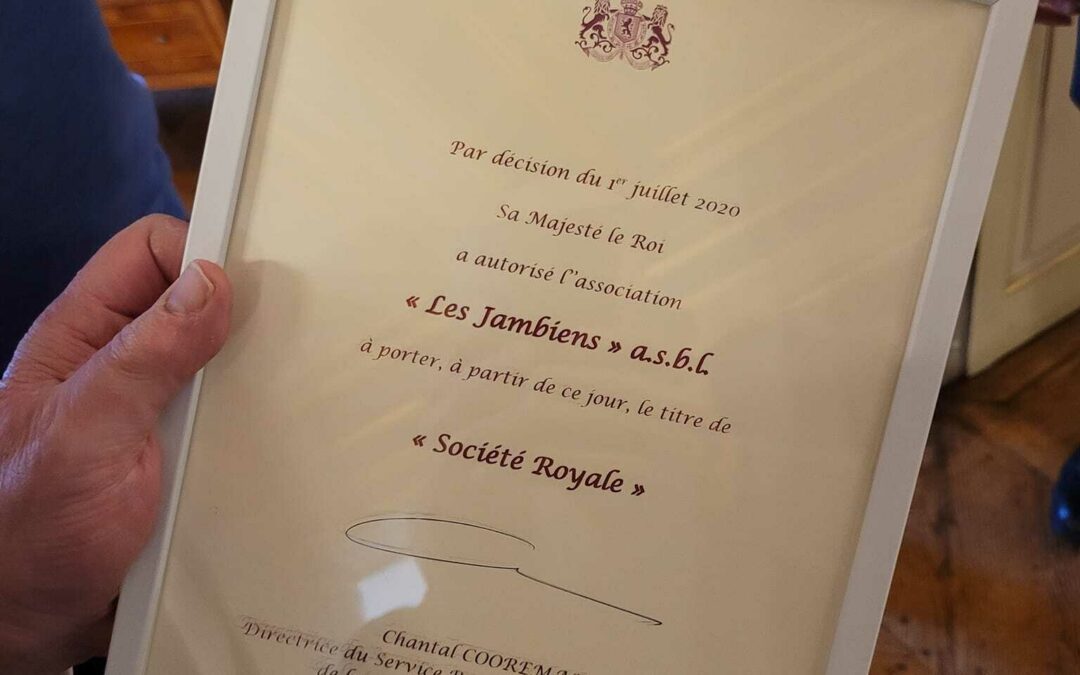 Par décision du 1er juillet 2020
Sa Majesté le Roi
a autorisé l'association
« Les Jambiens » a.s.b.l.
à porter, à partir de ce jour, le titre de
« Société Royale »
Chantal
Directrice du Service